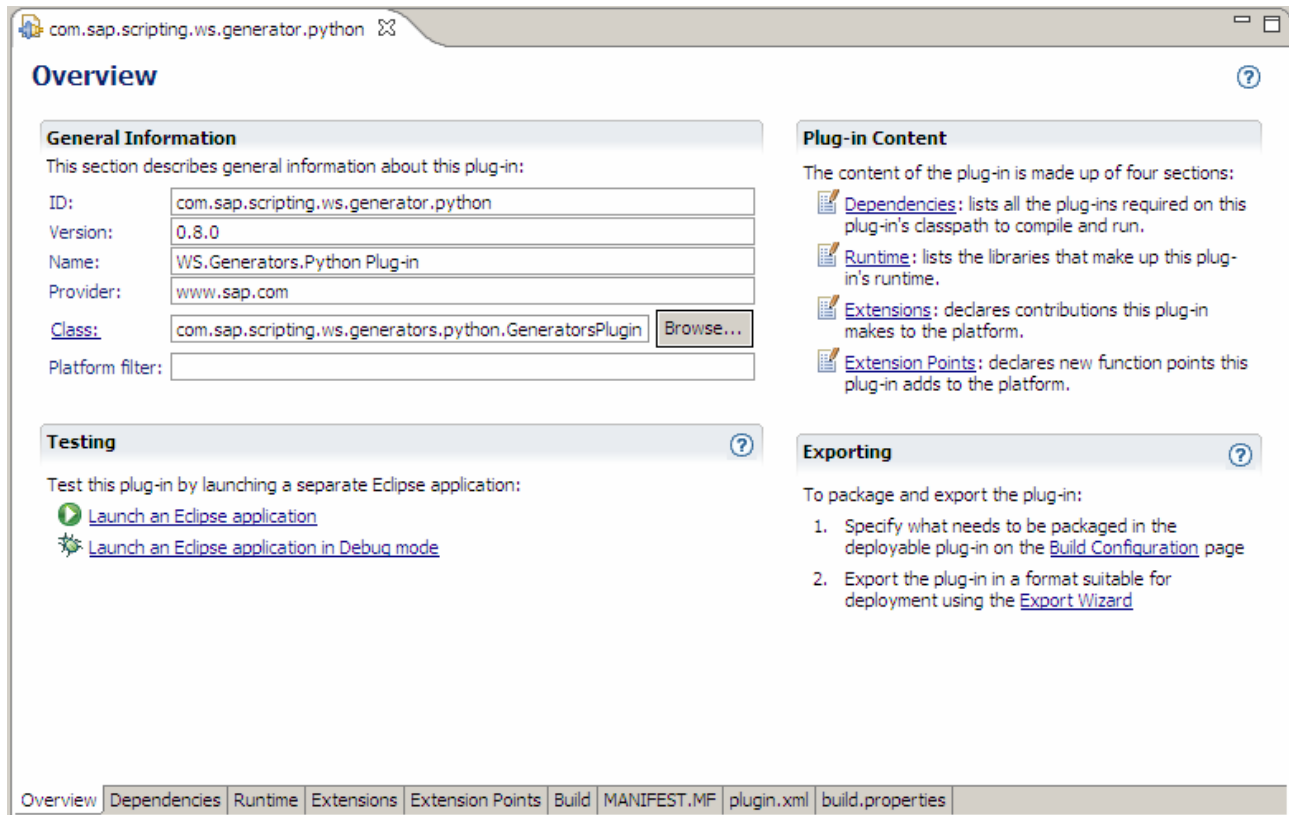 com.sap.scripting.ws.generator.python
Overview
General Information
This section describes general information about this plug-in:
ID: com.sap.scripting.ws.generator.python
Version: 0.8.0
Name: WS.Generators.Python Plug-in
Provider: www.sap.com
Class: com.sap.scripting.ws.generators.python.GeneratorsPlugin Browse...
Platform filter:
Testing
Test this plug-in by launching a separate Eclipse application:
Launch an Eclipse application
Launch an Eclipse application in Debug mode
Plug-in Content
The content of the plug-in is made up of four sections:
Dependencies: lists all the plug-ins required on this
plug-in's classpath to compile and run.
Runtime: lists the libraries that make up this plug-
in's runtime.
Extensions: declares contributions this plug-in
makes to the platform.
Extension Points: declares new function points this
plug-in adds to the platform.
Exporting
To package and export the plug-in:
1. Specify what needs to be packaged in the
deployable plug-in on the Build Configuration page
2. Export the plug-in in a format suitable for
deployment using the Export Wizard
Overview Dependencies Runtime Extensions Extension Points Build MANIFEST.MF plugin.xml build.properties